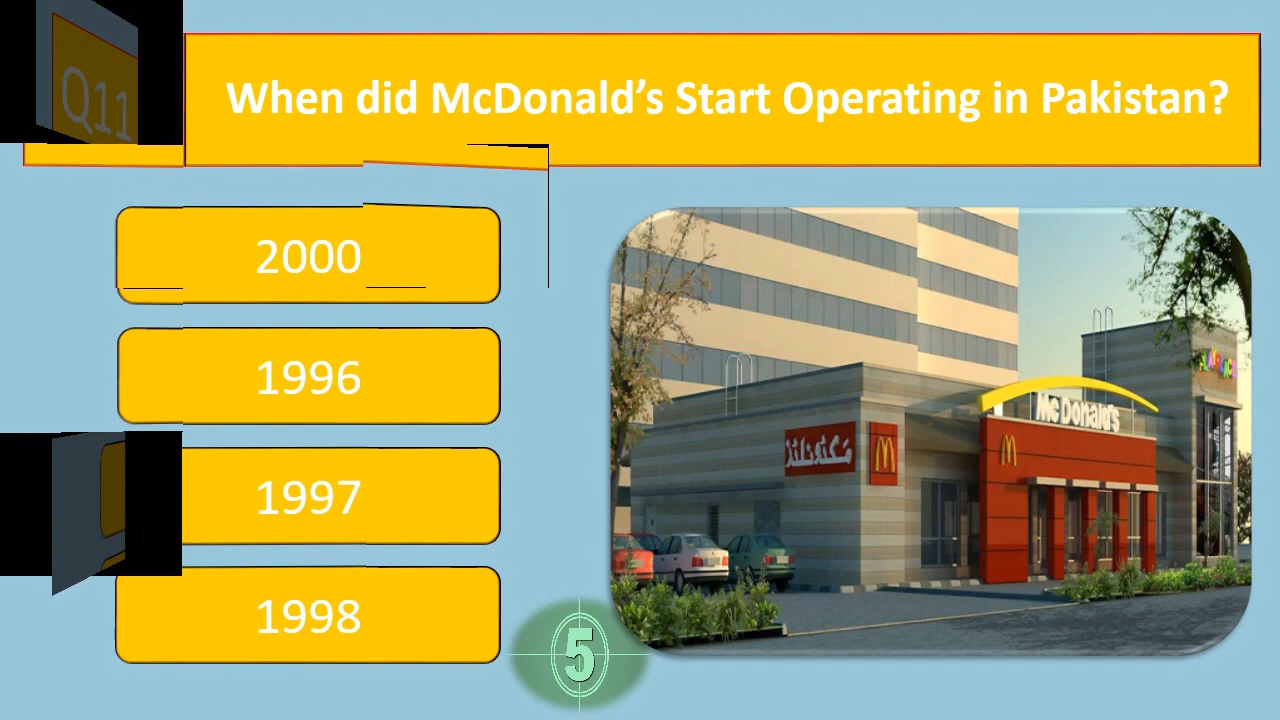 Q11
When did McDonald's Start Operating in Pakistan?
2000
1996
1997
1998
5
McDonald's
مکڈونلڈز